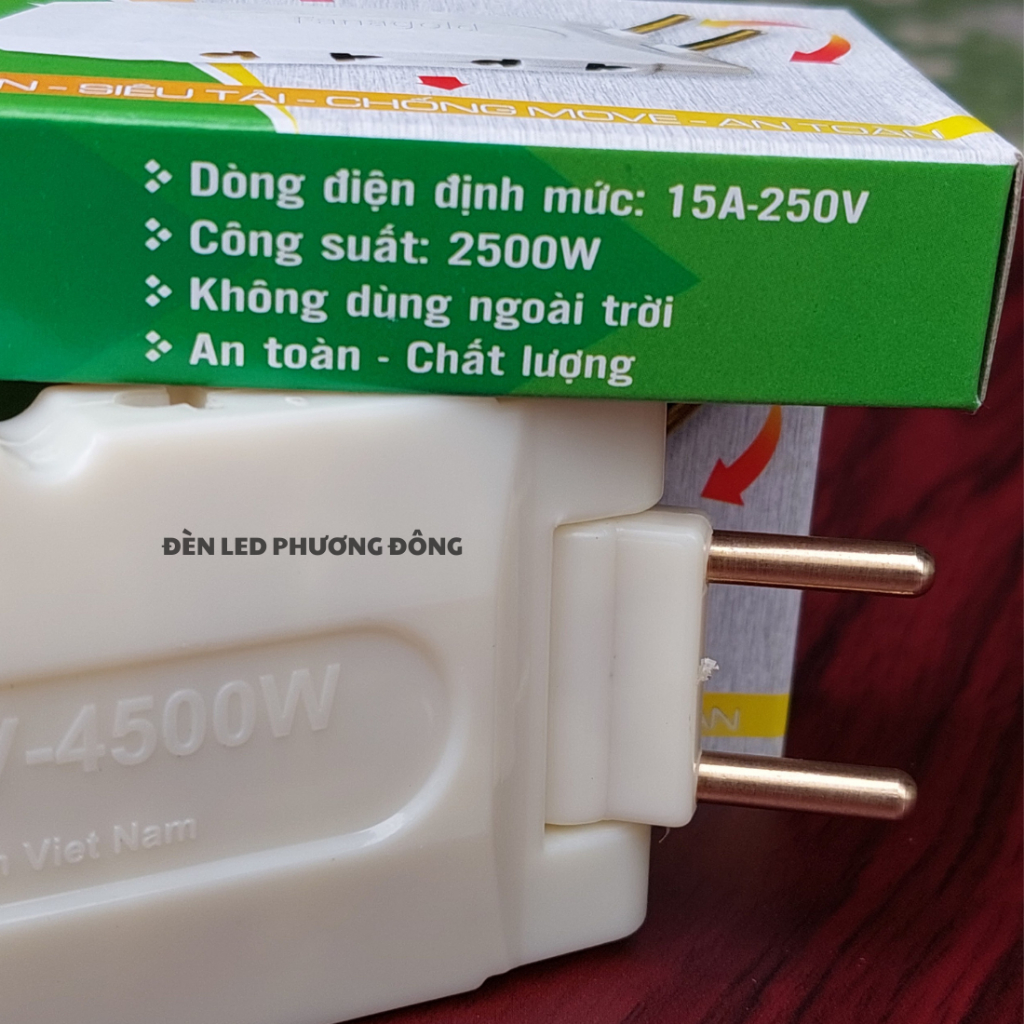 SIÊU TẢI - CHỐNG MOVE - AN TOÀN
Dòng điện định mức: 15A-250V
Công suất: 2500W
Không dùng ngoài trời
An toàn - Chất lượng
ĐÈN LED PHƯƠNG ĐÔNG
-4500W
Viet Nam